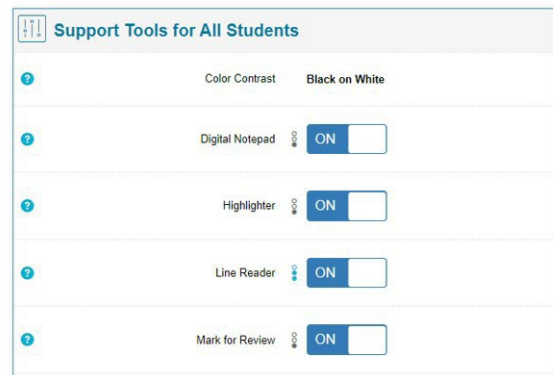 Support Tools for All Students
? Color Contrast Black on White
? Digital Notepad ON
? Highlighter ON
? Line Reader ON
? Mark for Review ON